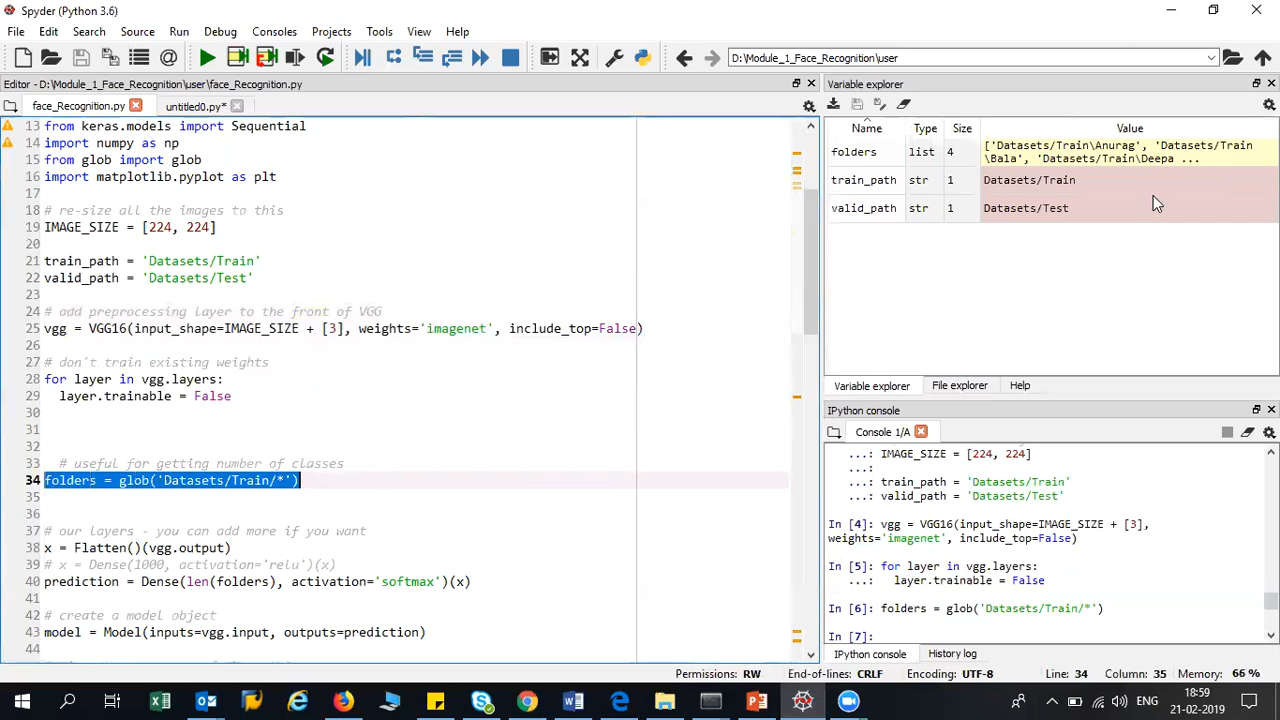 Spyder (Python 3.6)
File Edit Search Source Run Debug Consoles Projects Tools View Help
D:\Module_1_Face_Recognition\user
Editor - D:\Module_1_Face_Recognition\user\face_Recognition.py
face_Recognition.py untitled0.py*
13 from keras.models import Sequential
14 import numpy as np
15 from glob import glob
16 import matplotlib.pyplot as plt
17
18 # re-size all the images to this
19 IMAGE_SIZE = [224, 224]
20
21 train_path = 'Datasets/Train'
22 valid_path = 'Datasets/Test'
23
24 # add preprocessing layer to the front of VGG
25 vgg = VGG16(input_shape=IMAGE_SIZE + [3], weights='imagenet', include_top=False)
26
27 # don't train existing weights
28 for layer in vgg.layers:
29 layer.trainable = False
30
31
32
33 # useful for getting number of classes
34 folders = glob('Datasets/Train/*')
35
36
37 # our layers - you can add more if you want
38 x = Flatten()(vgg.output)
39 # x = Dense(1000, activation='relu')(x)
40 prediction = Dense(len(folders), activation='softmax')(x)
41
42 # create a model object
43 model = Model(inputs=vgg.input, outputs=prediction)
44
Variable explorer
Name Type Size Value
folders list 4 ['Datasets/Train\Anurag', 'Datasets/Train
\Bala', 'Datasets/Train\Deepa ...
train_path str 1 Datasets/Train
valid_path str 1 Datasets/Test
Variable explorer File explorer Help
IPython console
Console 1/A
...: IMAGE_SIZE = [224, 224]
...:
...: train_path = 'Datasets/Train'
...: valid_path = 'Datasets/Test'
In [4]: vgg = VGG16(input_shape=IMAGE_SIZE + [3],
weights='imagenet', include_top=False)
In [5]: for layer in vgg.layers:
...: layer.trainable = False
In [6]: folders = glob('Datasets/Train/*')
In [7]:
IPython console History log
Permissions: RW End-of-lines: CRLF Encoding: UTF-8 Line: 34 Column: 35 Memory: 66 %
ENG
18:59
21-02-2019